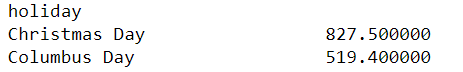 holiday
Christmas Day 827.500000
Columbus Day 519.400000